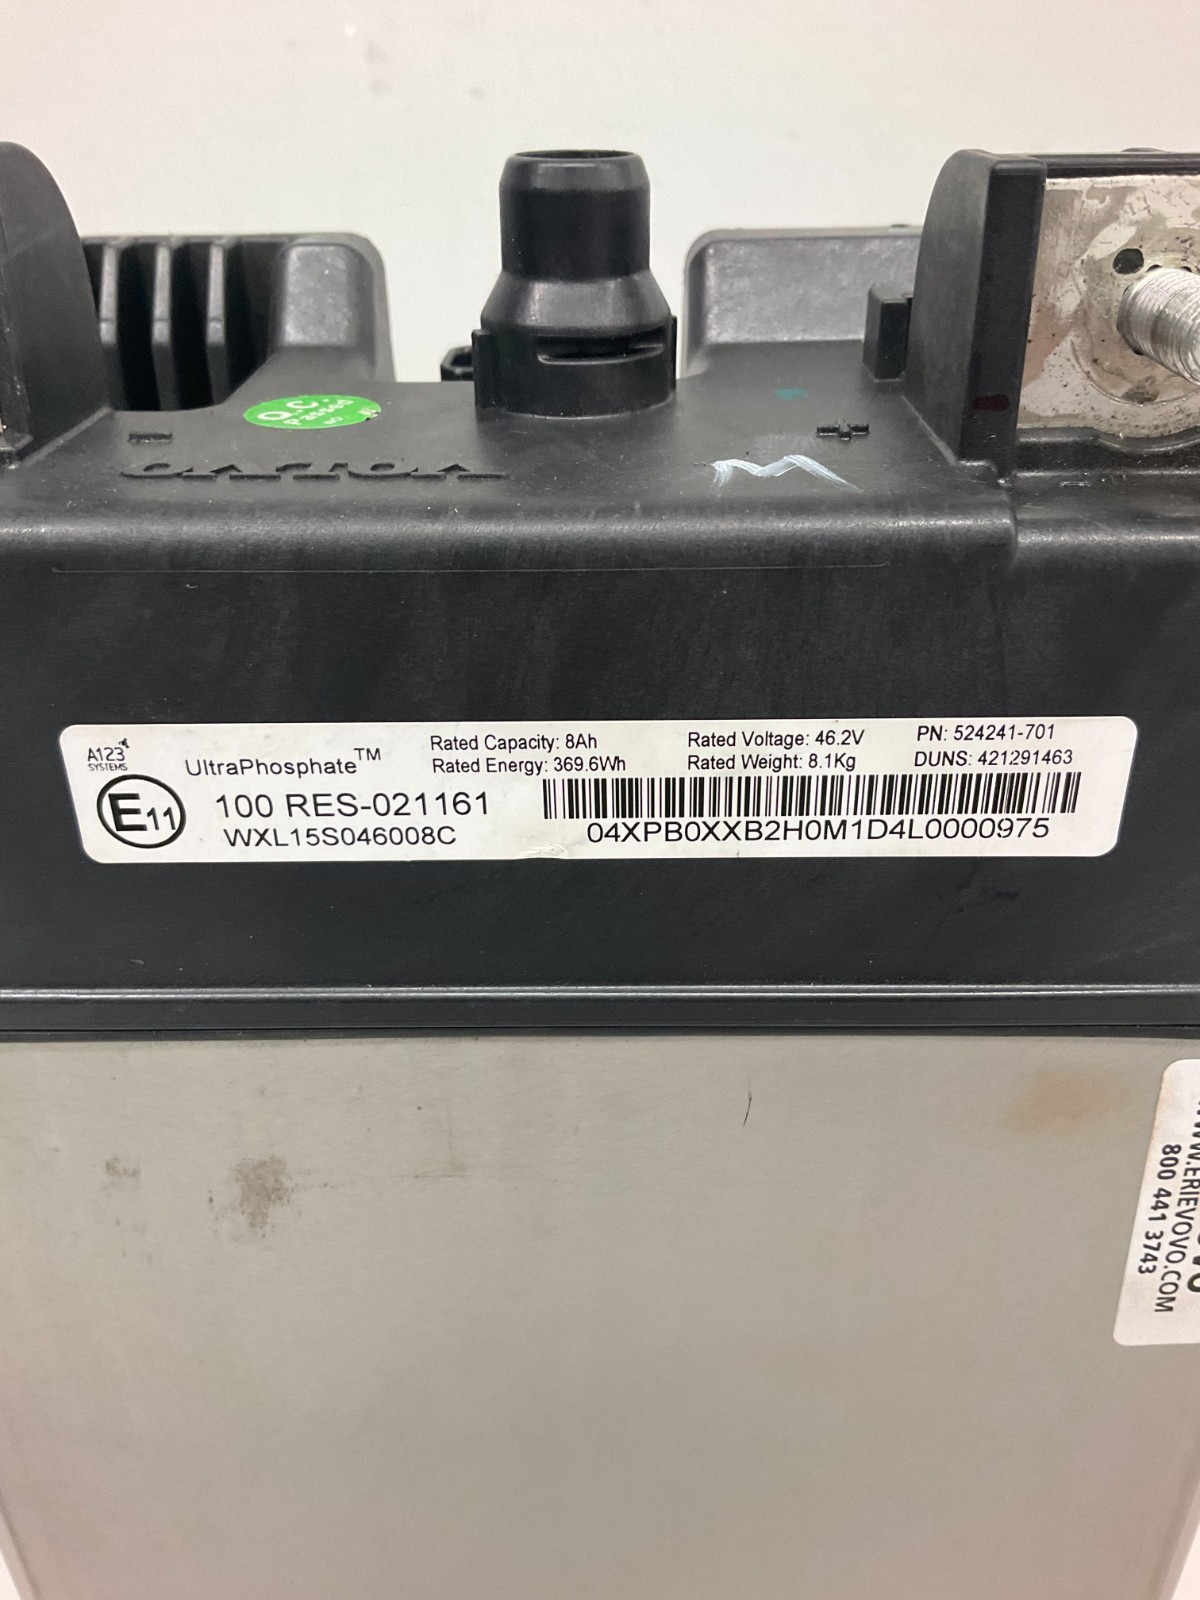 Q.C.
Passed
+
A123
SYSTEMS
UltraPhosphate™
Rated Capacity: 8Ah
Rated Energy: 369.6Wh
Rated Voltage: 46.2V
Rated Weight: 8.1Kg
PN: 524241-701
DUNS: 421291463
E11
100 RES-021161
WXL15S046008C
04XPB0XXB2H0M1D4L0000975
WWW.ERIEVOVO.COM
800 441 3743